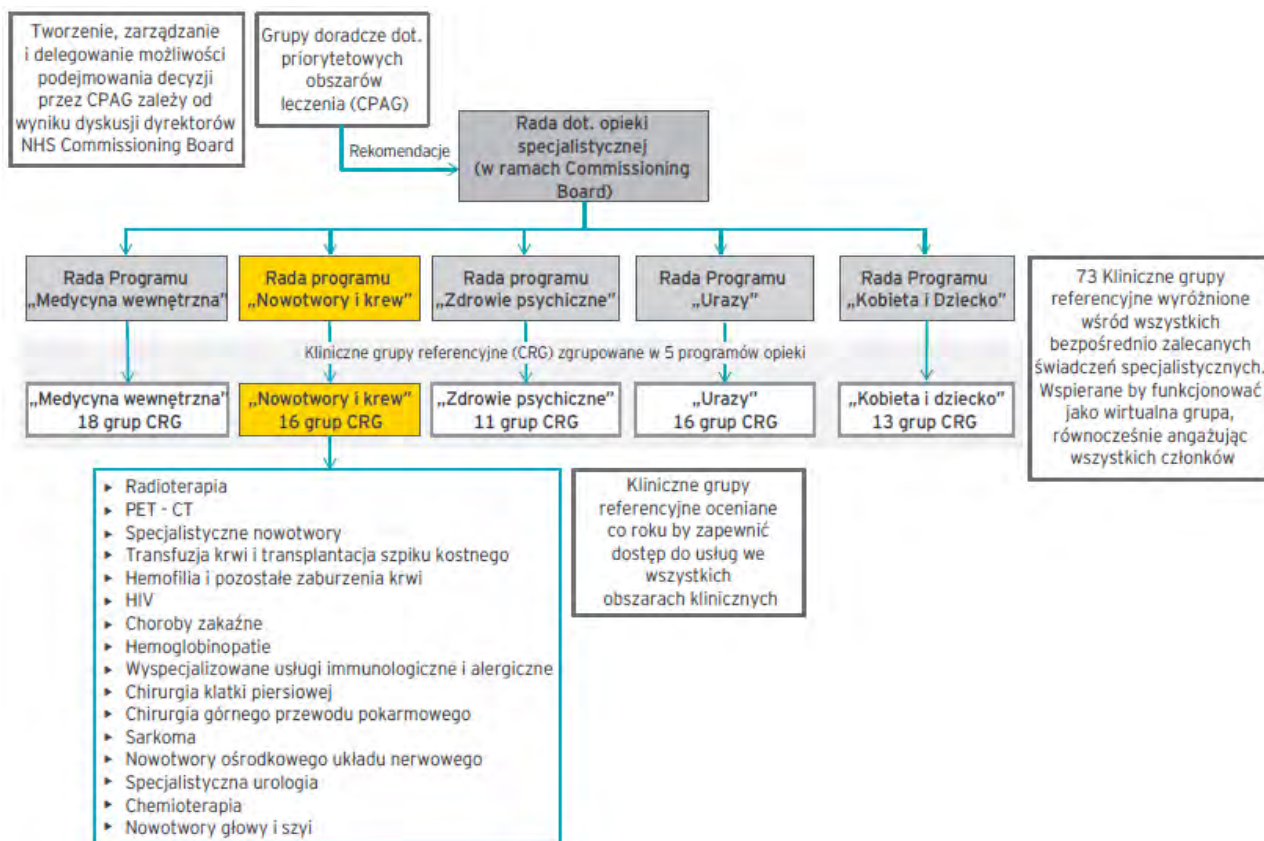 Tworzenie, zarządzanie
i delegowanie możliwości
podejmowania decyzji
przez CPAG zależy od
wyniku dyskusji dyrektorów
NHS Commissioning Board
Grupy doradcze dot.
priorytetowych
obszarów
leczenia (CPAG)
Rekomendacje
Rada dot. opieki
specjalistycznej
(w ramach Commissioning
Board)
Rada Programu
„Medycyna wewnętrzna”
Rada programu
„Nowotwory i krew”
Rada programu
„Zdrowie psychiczne”
Rada Programu
„Urazy”
Rada Programu
„Kobieta i Dziecko”
73 Kliniczne grupy
referencyjne wyróżnione
wśród wszystkich
bezpośrednio zalecanych
świadczeń specjalistycznych.
Wspierane by funkcjonować
jako wirtualna grupa,
równocześnie angażując
wszystkich członków
Kliniczne grupy referencyjne (CRG) zgrupowane w 5 programów opieki
„Medycyna wewnętrzna”
18 grup CRG
„Nowotwory i krew”
16 grup CRG
„Zdrowie psychiczne”
11 grup CRG
„Urazy”
16 grup CRG
„Kobieta i dziecko”
13 grup CRG
► Radioterapia
► PET - CT
► Specjalistyczne nowotwory
► Transfuzja krwi i transplantacja szpiku kostnego
► Hemofilia i pozostałe zaburzenia krwi
► HIV
► Choroby zakaźne
► Hemoglobinopatie
► Wyspecjalizowane usługi immunologiczne i alergiczne
► Chirurgia klatki piersiowej
► Chirurgia górnego przewodu pokarmowego
► Sarkoma
► Nowotwory ośrodkowego układu nerwowego
► Specjalistyczna urologia
► Chemioterapia
► Nowotwory głowy i szyi
Kliniczne grupy
referencyjne oceniane
co roku by zapewnić
dostęp do usług we
wszystkich
obszarach klinicznych